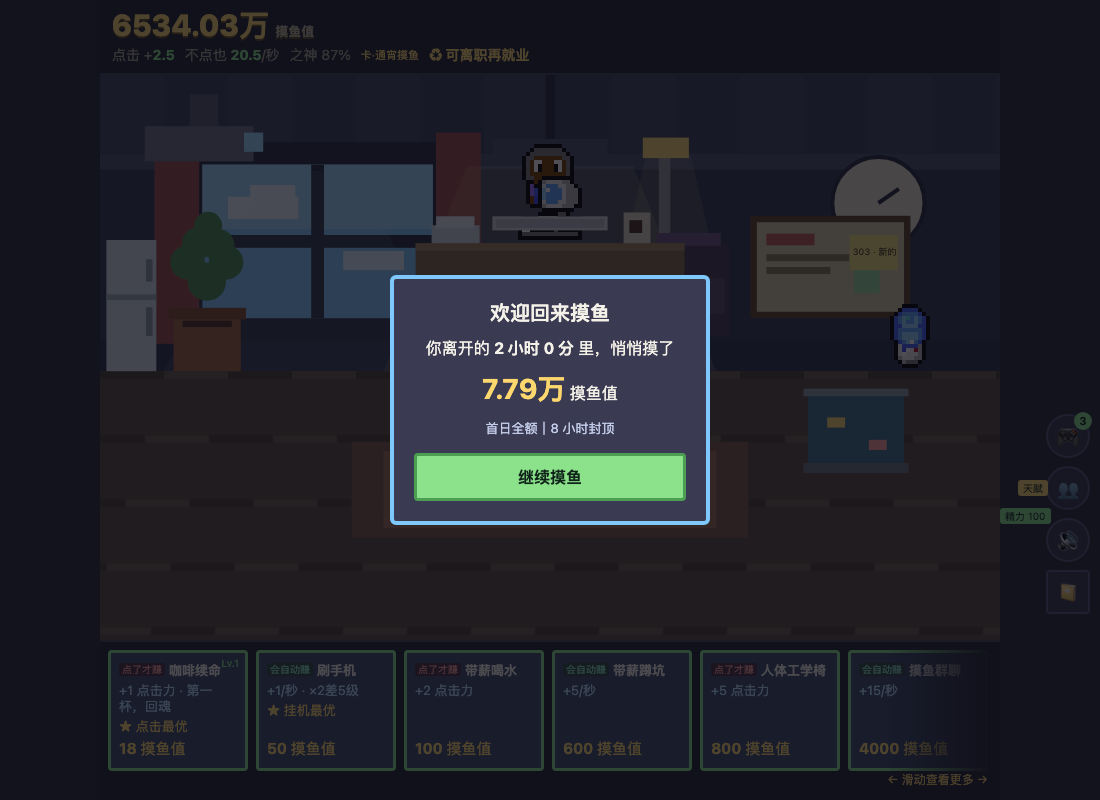 6534.03万 摸鱼值
点击 +2.5 不点也 20.5/秒 之神 87% 卡·通宵摸鱼 ♻ 可离职再就业
303 · 新的
欢迎回来摸鱼
你离开的 2 小时 0 分 里，悄悄摸了
7.79万 摸鱼值
首日全额 | 8 小时封顶
继续摸鱼
3
天赋
精力 100
点了才赚 咖啡续命 Lv.1
+1 点击力 · 第一
杯，回魂
★ 点击最优
18 摸鱼值
会自动赚 刷手机
+1/秒 · ×2差5级
★ 挂机最优
50 摸鱼值
点了才赚 带薪喝水
+2 点击力
100 摸鱼值
会自动赚 带薪蹲坑
+5/秒
600 摸鱼值
点了才赚 人体工学椅
+5 点击力
800 摸鱼值
会自动赚 摸鱼群聊
+15/秒
4000 摸鱼值
← 滑动查看更多 →